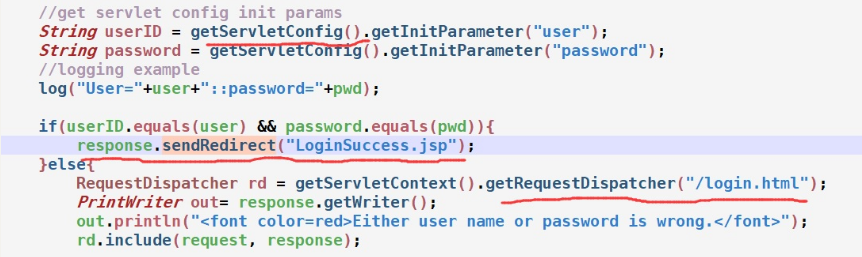 //get servlet config init params
String userID = getServletConfig().getInitParameter("user");
String password = getServletConfig().getInitParameter("password");
//logging example
log("User="+user+"::password="+pwd);
if(userID.equals(user) && password.equals(pwd)){
response.sendRedirect("LoginSuccess.jsp");
}else{
RequestDispatcher rd = getServletContext().getRequestDispatcher("/login.html");
PrintWriter out= response.getWriter();
out.println("<font color=red>Either user name or password is wrong.</font>");
rd.include(request, response);